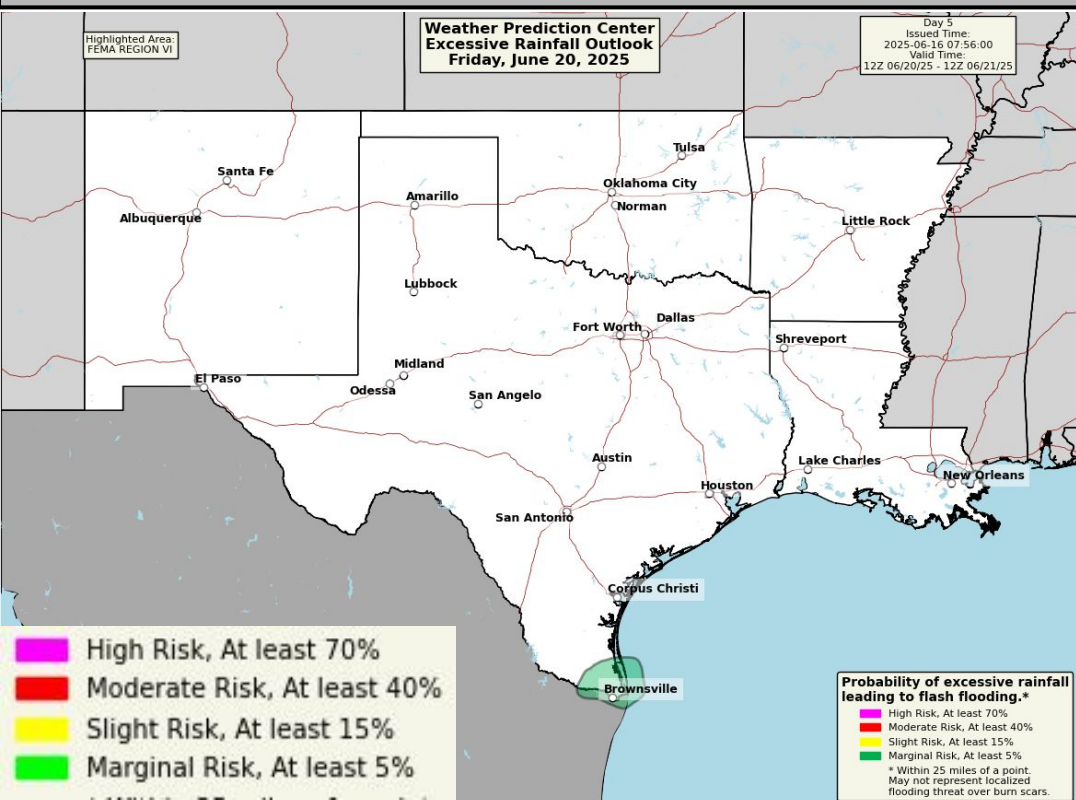 Highlighted Area:
FEMA REGION VI
Weather Prediction Center
Excessive Rainfall Outlook
Friday, June 20, 2025
Day 5
Issued Time:
2025-06-16 07:56:00
Valid Time:
12Z 06/20/25 - 12Z 06/21/25
Tulsa
Santa Fe
Oklahoma City
Amarillo
Norman
Albuquerque
Little Rock
Lubbock
Dallas
Fort Worth
Shreveport
Midland
El Paso
Odessa
San Angelo
Austin
Lake Charles
New Orleans
Houston
San Antonio
Corpus Christi
Brownsville
High Risk, At least 70%
Moderate Risk, At least 40%
Slight Risk, At least 15%
Marginal Risk, At least 5%
Probability of excessive rainfall
leading to flash flooding.*
High Risk, At least 70%
Moderate Risk, At least 40%
Slight Risk, At least 15%
Marginal Risk, At least 5%
* Within 25 miles of a point.
May not represent localized
flooding threat over burn scars.